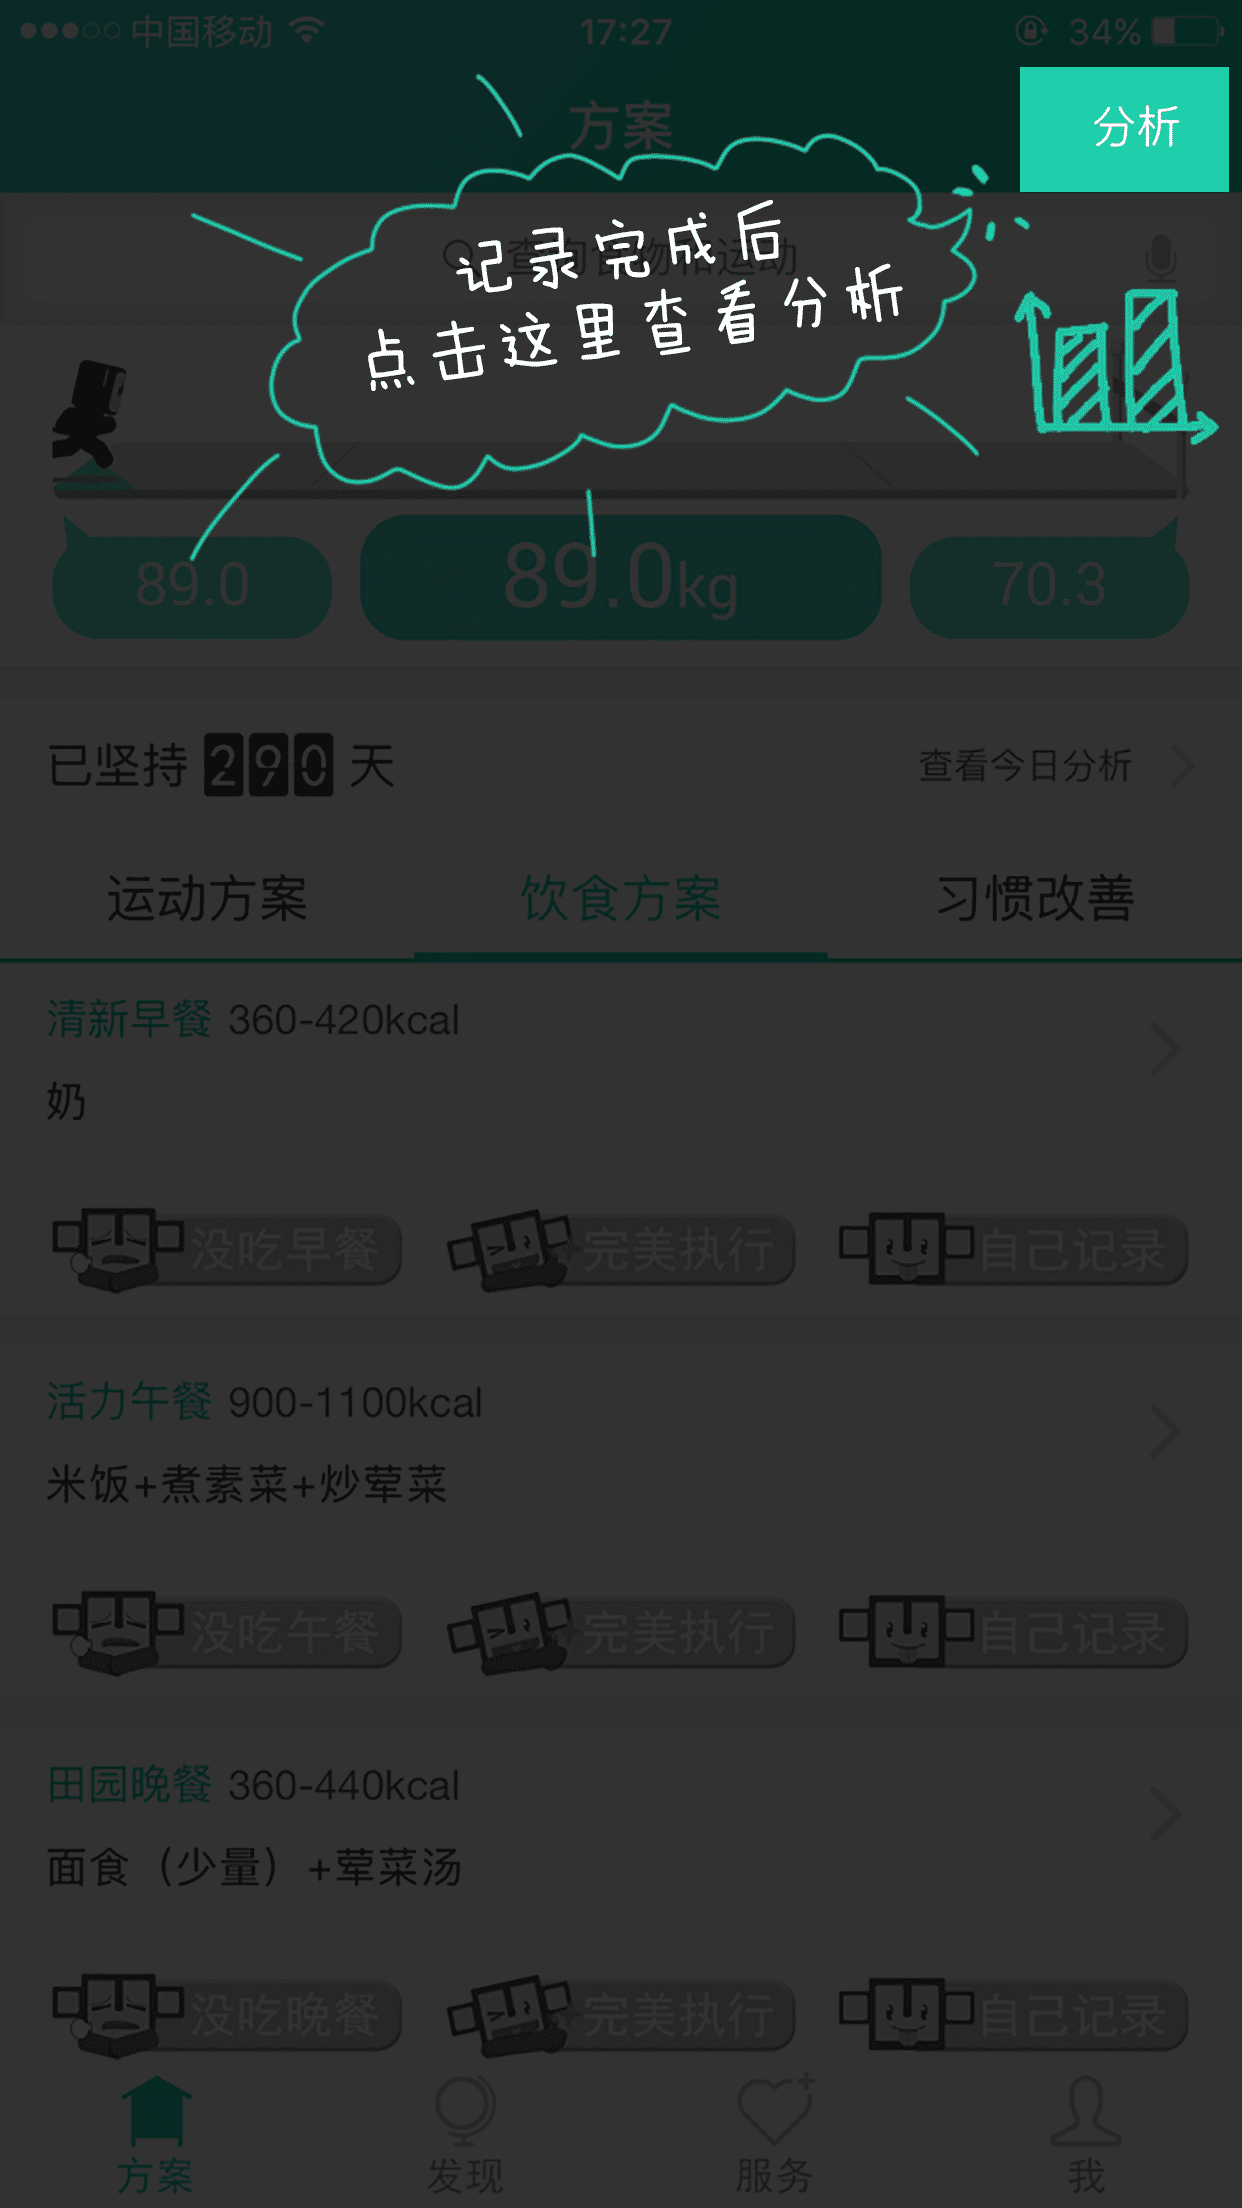 中国移动 17:27 34%
方案 分析
查询食物和运动
记录完成后
点击这里查看分析
89.0 89.0kg 70.3
已坚持 290 天 查看今日分析
运动方案 饮食方案 习惯改善
清新早餐 360-420kcal
奶
没吃早餐 完美执行 自己记录
活力午餐 900-1100kcal
米饭+煮素菜+炒荤菜
没吃午餐 完美执行 自己记录
田园晚餐 360-440kcal
面食（少量）+荤菜汤
没吃晚餐 完美执行 自己记录
方案 发现 服务 我